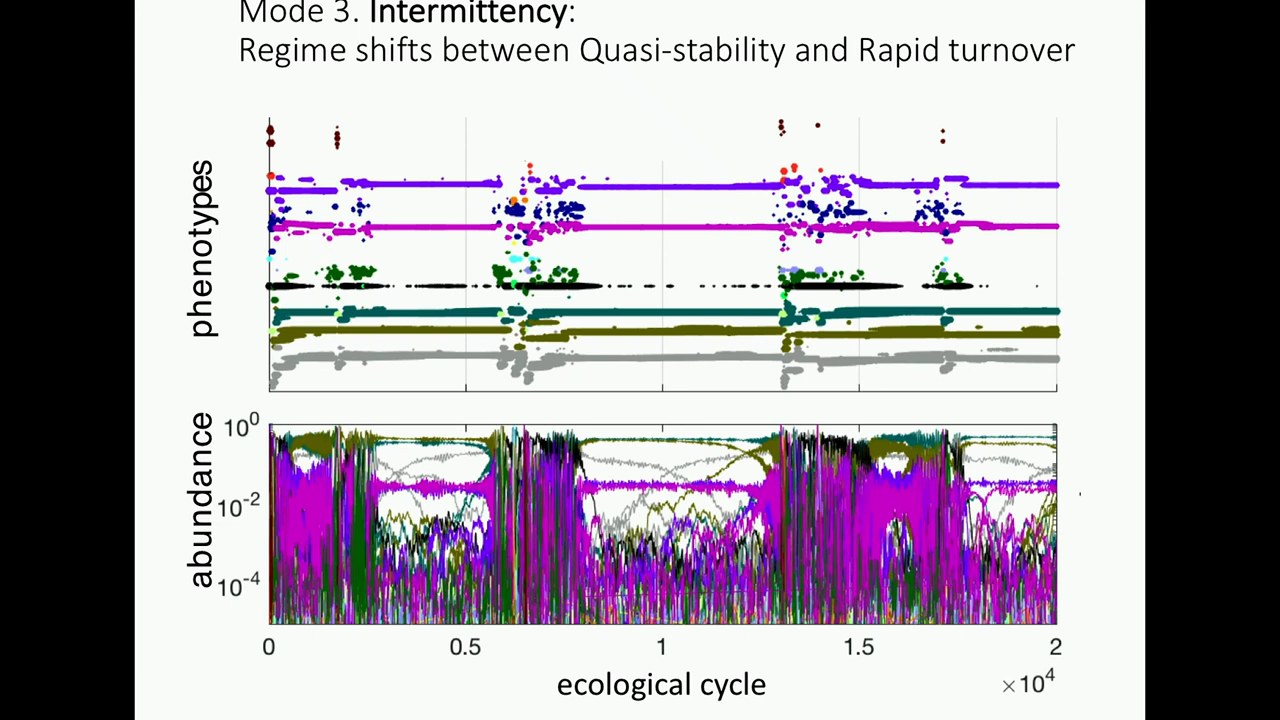 Mode 3. Intermittency:
Regime shifts between Quasi-stability and Rapid turnover
phenotypes
abundance
10^0
10^-2
10^-4
0 0.5 1 1.5 2
×10^4
ecological cycle